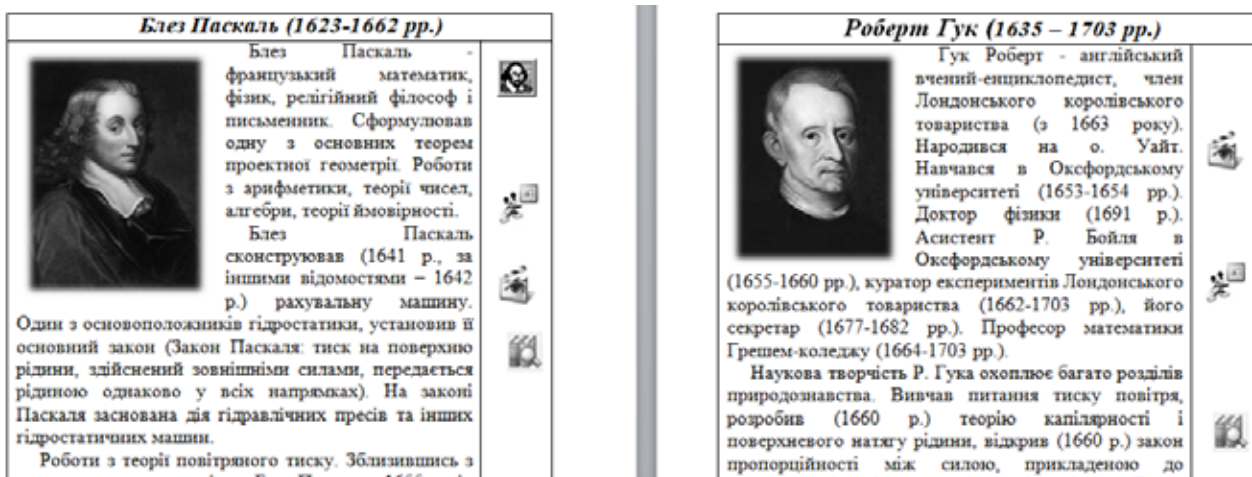 Блез Паскаль (1623-1662 рр.)
Блез Паскаль -
французький математик,
фізик, релігійний філософ і
письменник. Сформулював
одну з основних теорем
проектної геометрії. Роботи
з арифметики, теорії чисел,
алгебри, теорії ймовірності.
Блез Паскаль
сконструював (1641 р., за
іншими відомостями – 1642
р.) рахувальну машину.
Один з основоположників гідростатики, установив її
основний закон (Закон Паскаля: тиск на поверхню
рідини, здійснений зовнішніми силами, передається
рідиною однаково у всіх напрямках). На законі
Паскаля заснована дія гідравлічних пресів та інших
гідростатичних машин.
Роботи з теорії повітряного тиску. Зблизившись з
Роберт Гук (1635 – 1703 рр.)
Гук Роберт - англійський
вчений-енциклопедист, член
Лондонського королівського
товариства (з 1663 року).
Народився на о. Уайт.
Навчався в Оксфордському
університеті (1653-1654 рр.).
Доктор фізики (1691 р.).
Асистент Р. Бойля в
Оксфордському університеті
(1655-1660 рр.), куратор експериментів Лондонського
королівського товариства (1662-1703 рр.), його
секретар (1677-1682 рр.). Професор математики
Грешем-коледжу (1664-1703 рр.).
Наукова творчість Р. Гука охоплює багато розділів
природознавства. Вивчав питання тиску повітря,
розробив (1660 р.) теорію капілярності і
поверхневого натягу рідини, відкрив (1660 р.) закон
пропорційності між силою, прикладеною до